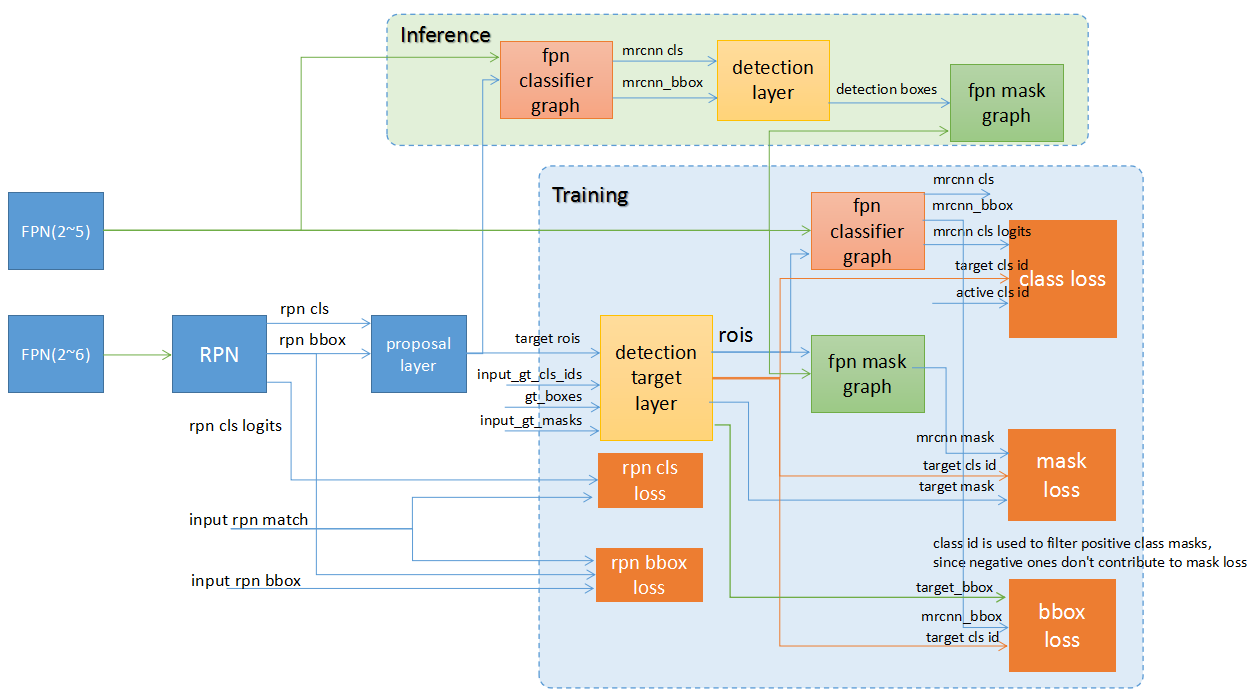 Inference
fpn
classifier
graph
mrcnn cls
mrcnn_bbox
detection
layer
detection boxes
fpn mask
graph
Training
FPN(2~5)
fpn
classifier
graph
mrcnn cls
mrcnn_bbox
mrcnn cls logits
target cls id
active cls id
class loss
FPN(2~6)
RPN
rpn cls
rpn bbox
proposal
layer
rpn cls logits
target rois
input_gt_cls_ids
gt_boxes
input_gt_masks
detection
target
layer
rois
fpn mask
graph
mrcnn mask
target cls id
target mask
mask
loss
rpn cls
loss
input rpn match
rpn bbox
loss
input rpn bbox
class id is used to filter positive class masks,
since negative ones don't contribute to mask loss
target_bbox
mrcnn_bbox
target cls id
bbox
loss